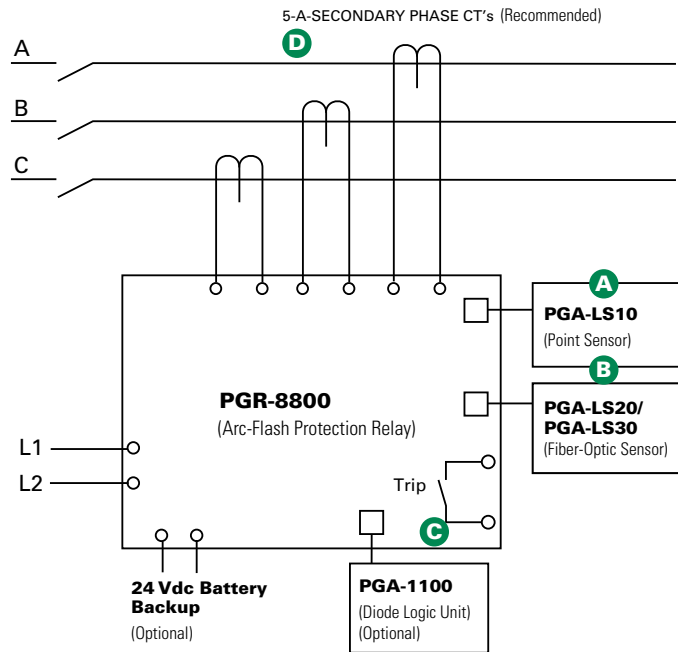 5-A-SECONDARY PHASE CT's (Recommended)
D
A
B
C
A
PGA-LS10
(Point Sensor)
B
PGA-LS20/
PGA-LS30
(Fiber-Optic Sensor)
PGR-8800
(Arc-Flash Protection Relay)
L1
L2
Trip
C
24 Vdc Battery
Backup
(Optional)
PGA-1100
(Diode Logic Unit)
(Optional)